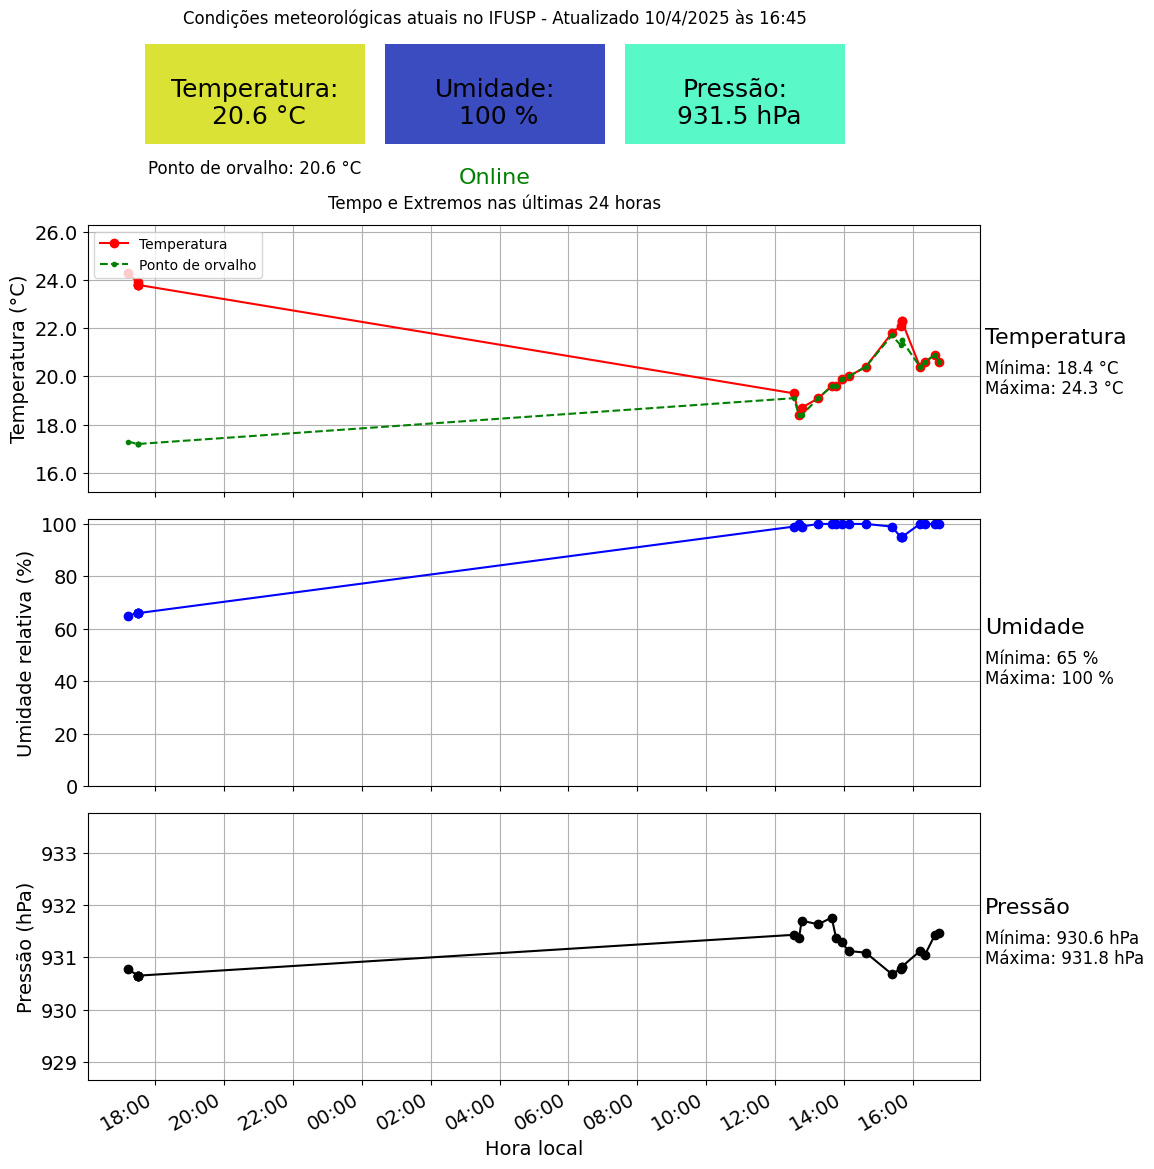 Condições meteorológicas atuais no IFUSP - Atualizado 10/4/2025 às 16:45
Temperatura:
20.6 °C
Umidade:
100 %
Pressão:
931.5 hPa
Ponto de orvalho: 20.6 °C
Online
Tempo e Extremos nas últimas 24 horas
Temperatura
Ponto de orvalho
Temperatura (°C)
26.0
24.0
22.0
20.0
18.0
16.0
Temperatura
Mínima: 18.4 °C
Máxima: 24.3 °C
Umidade relativa (%)
100
80
60
40
20
0
Umidade
Mínima: 65 %
Máxima: 100 %
Pressão (hPa)
933
932
931
930
929
Pressão
Mínima: 930.6 hPa
Máxima: 931.8 hPa
18:00
20:00
22:00
00:00
02:00
04:00
06:00
08:00
10:00
12:00
14:00
16:00
Hora local